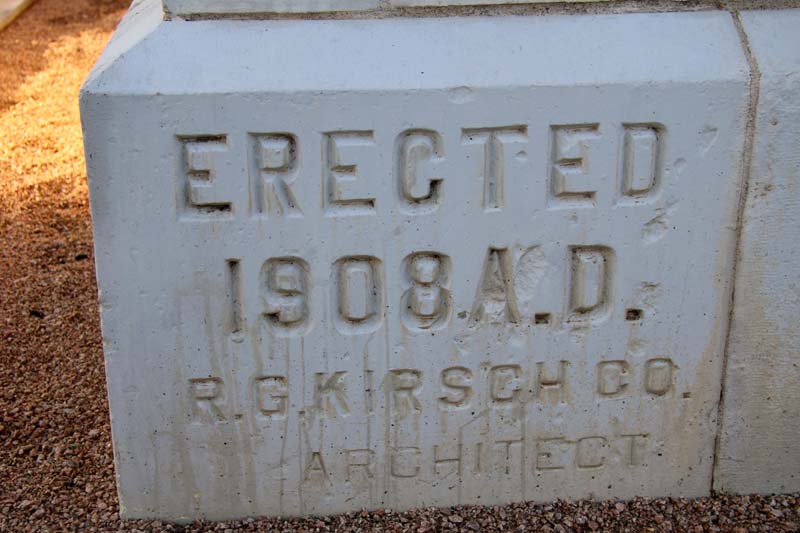 ERECTED
1908 A.D.
R.G. KIRSCH CO.
ARCHITECT